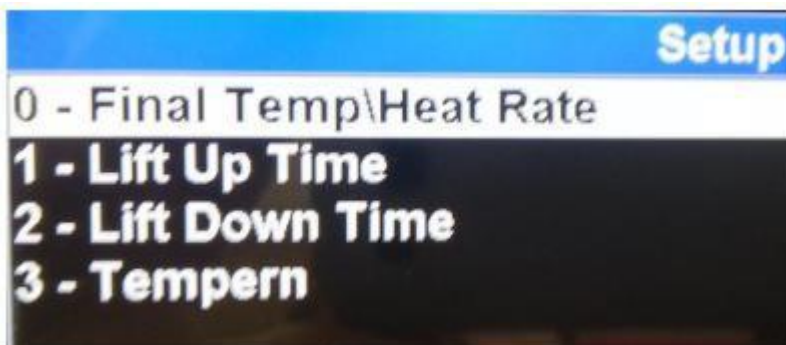 Setup
0 - Final Temp\Heat Rate
1 - Lift Up Time
2 - Lift Down Time
3 - Tempern